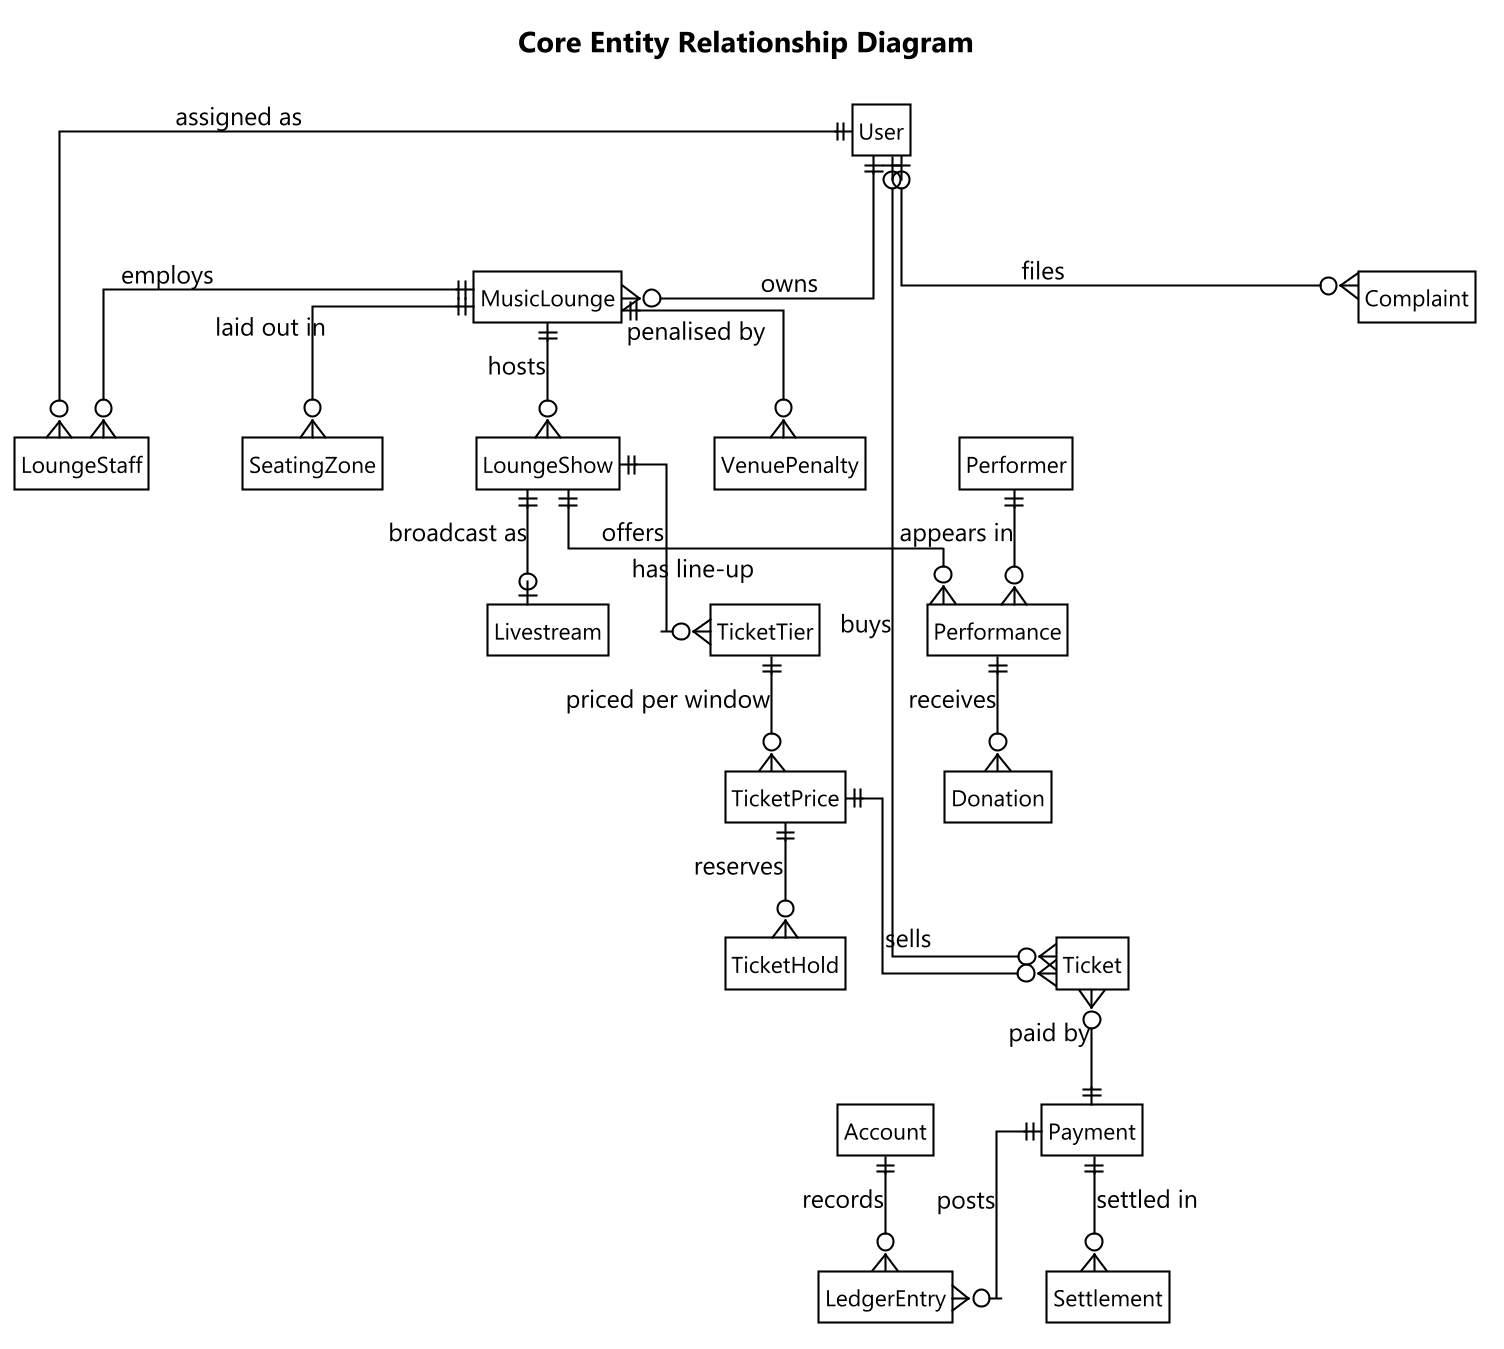 Core Entity Relationship Diagram
assigned as
User
employs
MusicLounge
owns
files
Complaint
laid out in
penalised by
hosts
LoungeStaff
SeatingZone
LoungeShow
VenuePenalty
Performer
broadcast as
offers
appears in
has line-up
Livestream
TicketTier
buys
Performance
priced per window
receives
TicketPrice
Donation
reserves
sells
TicketHold
Ticket
paid by
Account
Payment
records
posts
settled in
LedgerEntry
Settlement